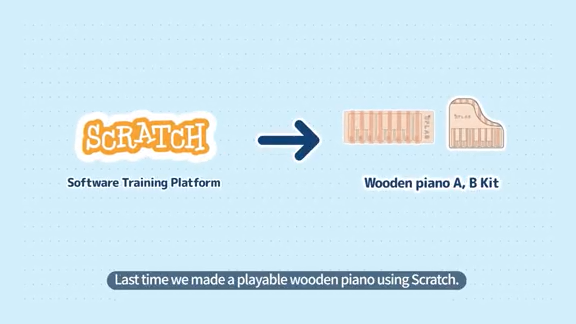 SCRATCH
Software Training Platform
Wooden piano A, B Kit
Last time we made a playable wooden piano using Scratch.